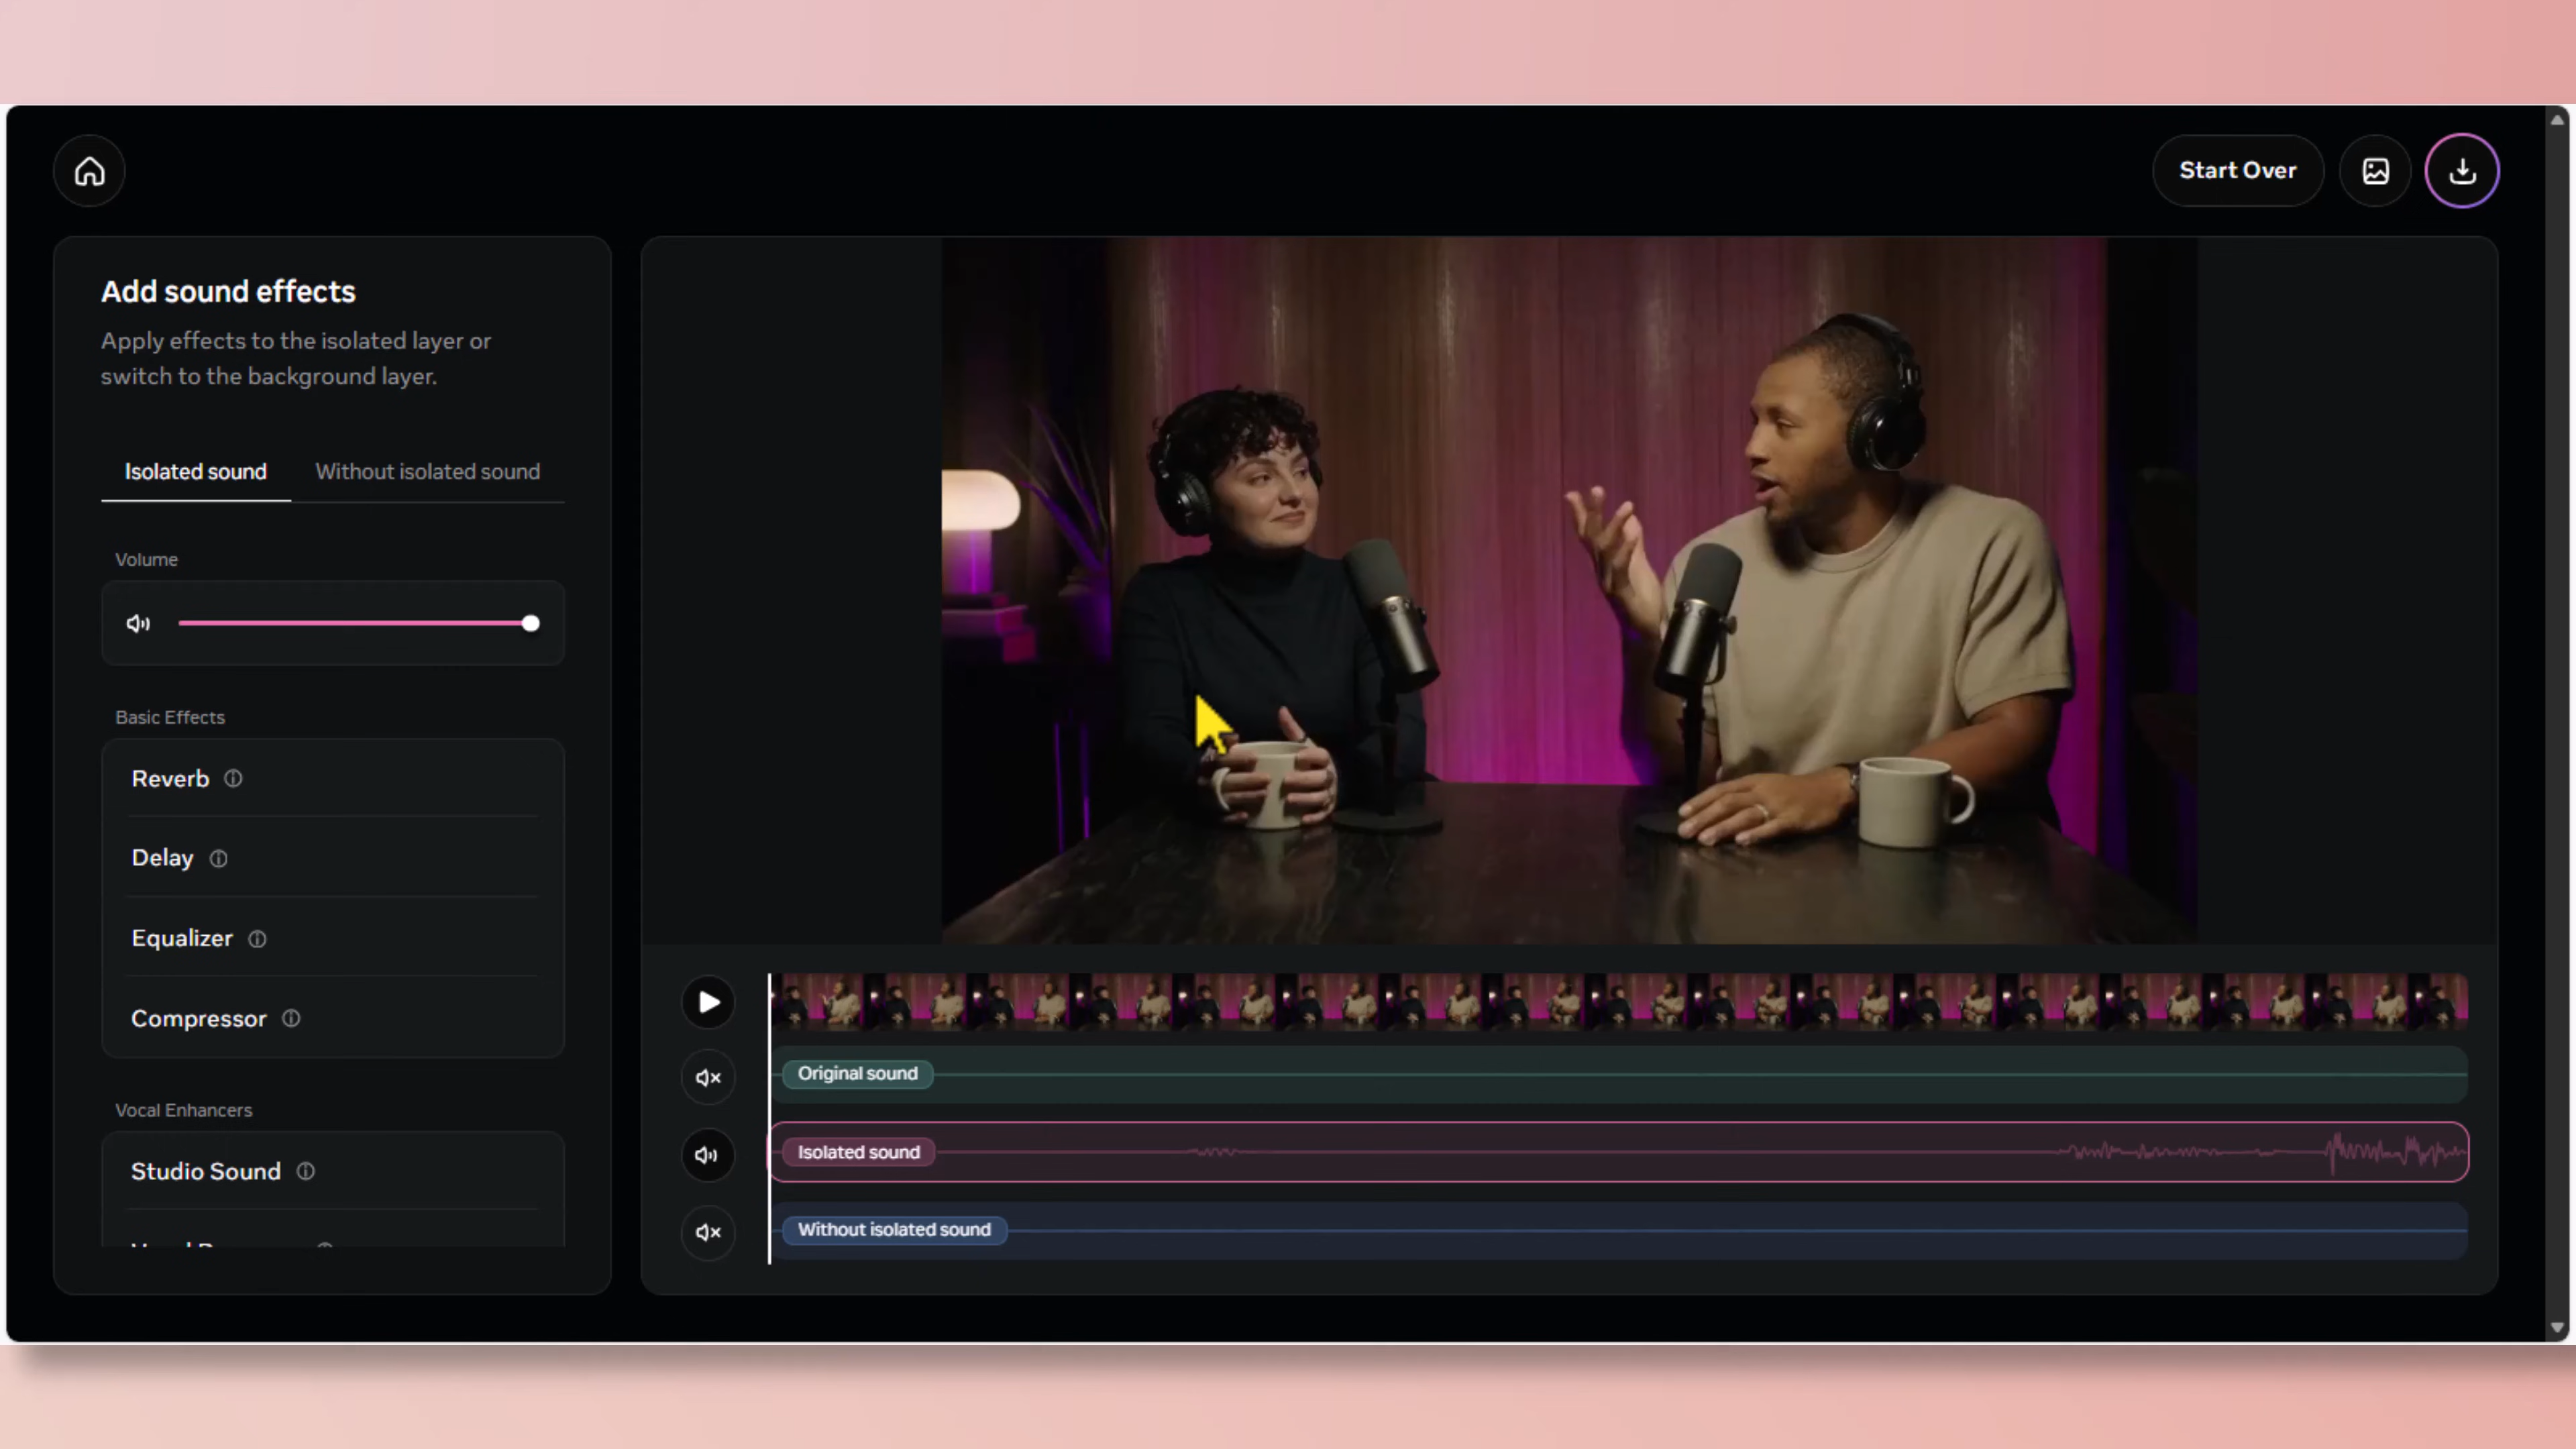 Start Over
Add sound effects
Apply effects to the isolated layer or
switch to the background layer.
Isolated sound
Without isolated sound
Volume
Basic Effects
Reverb
Delay
Equalizer
Compressor
Vocal Enhancers
Studio Sound
Original sound
Isolated sound
Without isolated sound